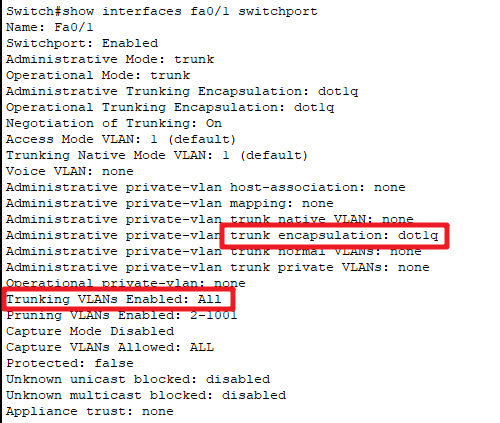 Switch#show interfaces fa0/1 switchport
Name: Fa0/1
Switchport: Enabled
Administrative Mode: trunk
Operational Mode: trunk
Administrative Trunking Encapsulation: dot1q
Operational Trunking Encapsulation: dot1q
Negotiation of Trunking: On
Access Mode VLAN: 1 (default)
Trunking Native Mode VLAN: 1 (default)
Voice VLAN: none
Administrative private-vlan host-association: none
Administrative private-vlan mapping: none
Administrative private-vlan trunk native VLAN: none
Administrative private-vlan trunk encapsulation: dot1q
Administrative private-vlan trunk normal VLANs: none
Administrative private-vlan trunk private VLANs: none
Operational private-vlan: none
Trunking VLANs Enabled: All
Pruning VLANs Enabled: 2-1001
Capture Mode Disabled
Capture VLANs Allowed: ALL
Protected: false
Unknown unicast blocked: disabled
Unknown multicast blocked: disabled
Appliance trust: none